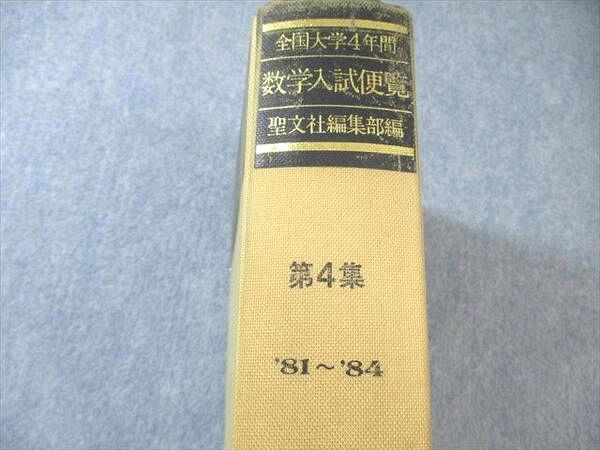 全国大学4年間
数学入試便覧
聖文社編集部編
第4集
'81～'84